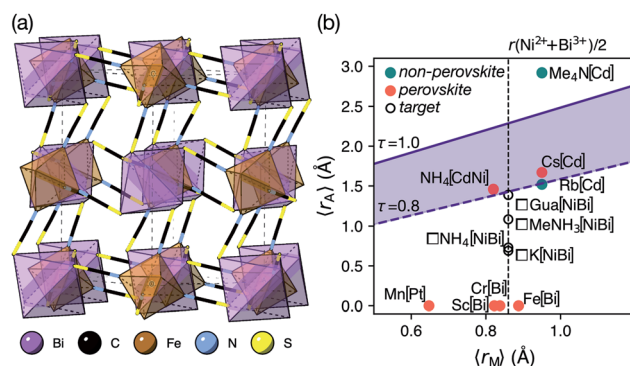 (a)
Bi
C
Fe
N
S
(b)
r(Ni²⁺+Bi³⁺)/2
⟨r_A⟩ (Å)
3.0
2.5
2.0
1.5
1.0
0.5
0.0
non-perovskite
perovskite
target
Me₄N[Cd]
τ=1.0
τ=0.8
Cs[Cd]
NH₄[CdNi]
Rb[Cd]
□Gua[NiBi]
□MeNH₃[NiBi]
□NH₄[NiBi]
□K[NiBi]
Mn[Pt]
Cr[Bi]
Sc[Bi]
Fe[Bi]
0.6
0.8
1.0
⟨r_M⟩ (Å)